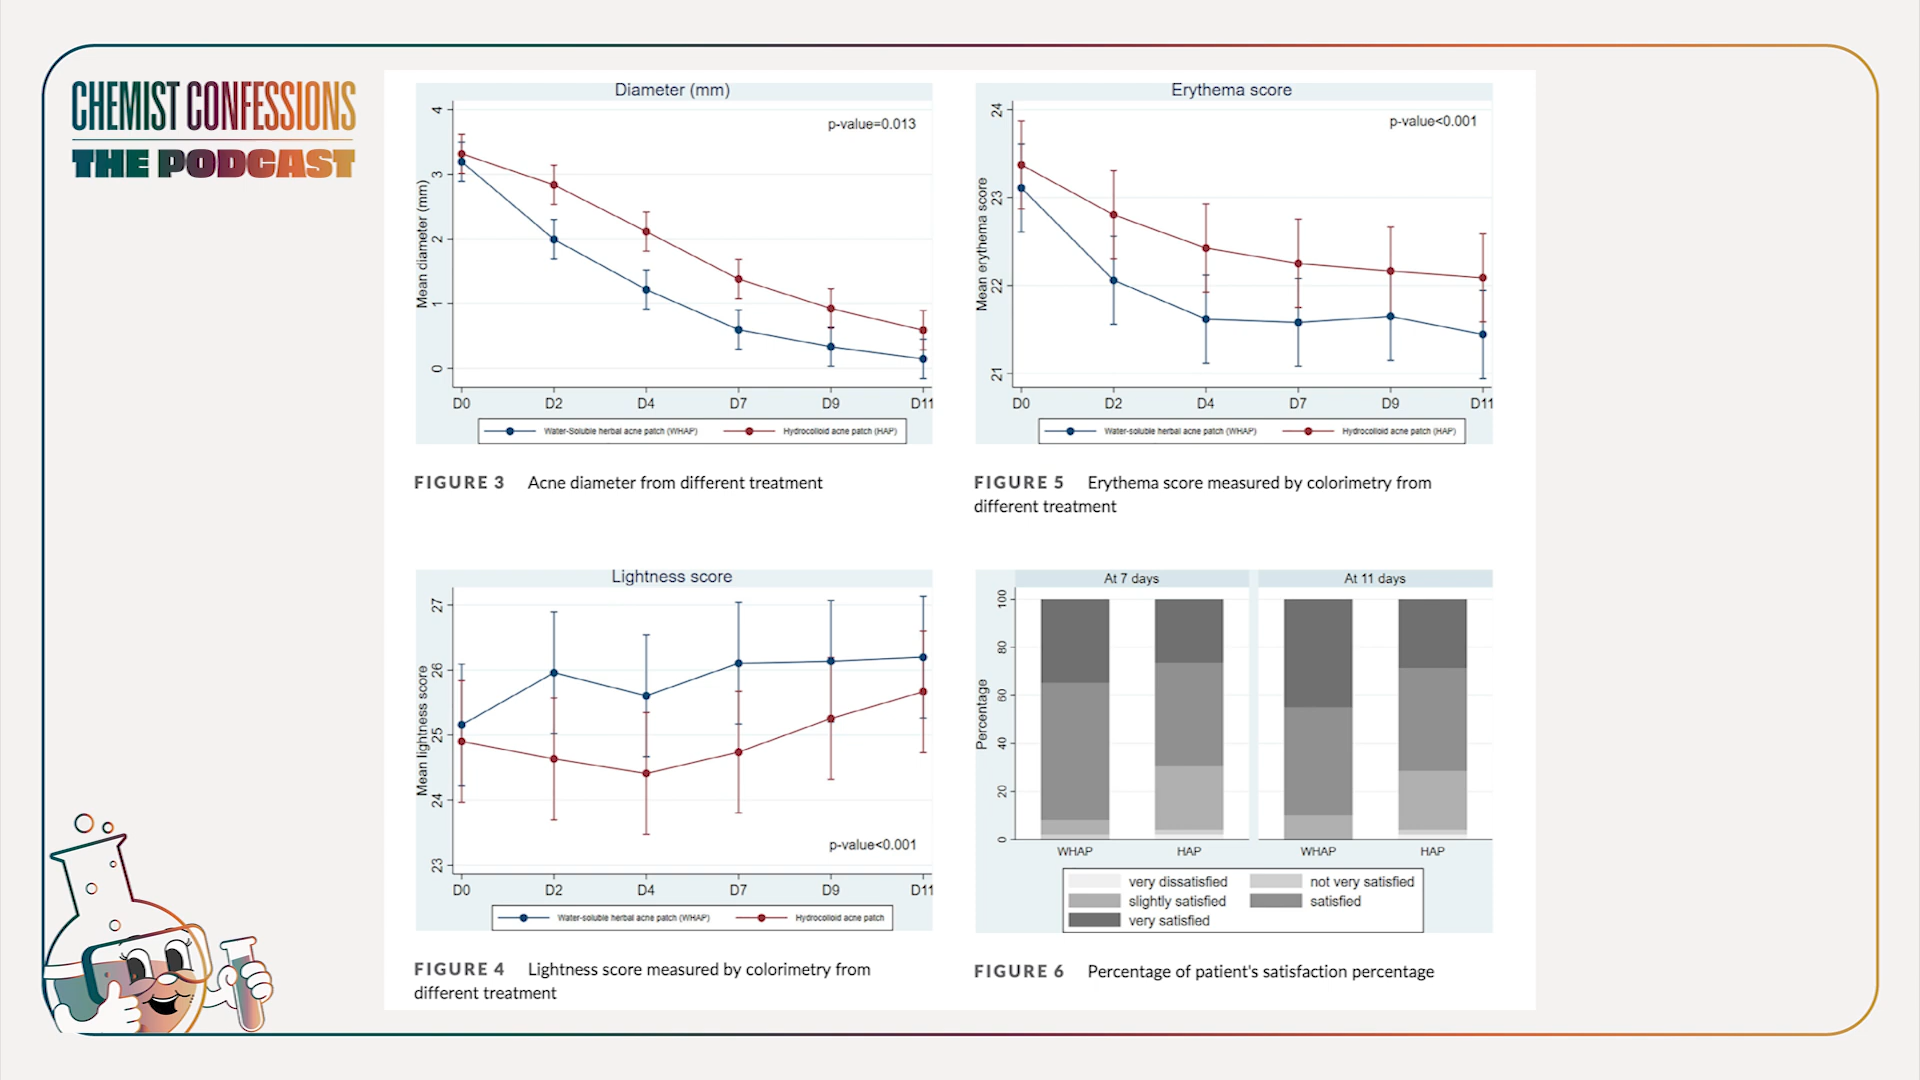 CHEMIST CONFESSIONS
THE PODCAST
Diameter (mm)
p-value=0.013
Mean diameter (mm)
4
3
2
1
0
D0 D2 D4 D7 D9 D11
Water-Soluble herbal acne patch (WHAP) Hydrocolloid acne patch (HAP)
FIGURE 3 Acne diameter from different treatment
Erythema score
p-value<0.001
Mean erythema score
24
23
22
21
D0 D2 D4 D7 D9 D11
Water-soluble herbal acne patch (WHAP) Hydrocolloid acne patch (HAP)
FIGURE 5 Erythema score measured by colorimetry from
different treatment
Lightness score
Mean lightness score
27
26
25
24
23
p-value<0.001
D0 D2 D4 D7 D9 D11
Water-soluble herbal acne patch (WHAP) Hydrocolloid acne patch
FIGURE 4 Lightness score measured by colorimetry from
different treatment
At 7 days At 11 days
Percentage
100
80
60
40
20
0
WHAP HAP WHAP HAP
very dissatisfied not very satisfied
slightly satisfied satisfied
very satisfied
FIGURE 6 Percentage of patient's satisfaction percentage